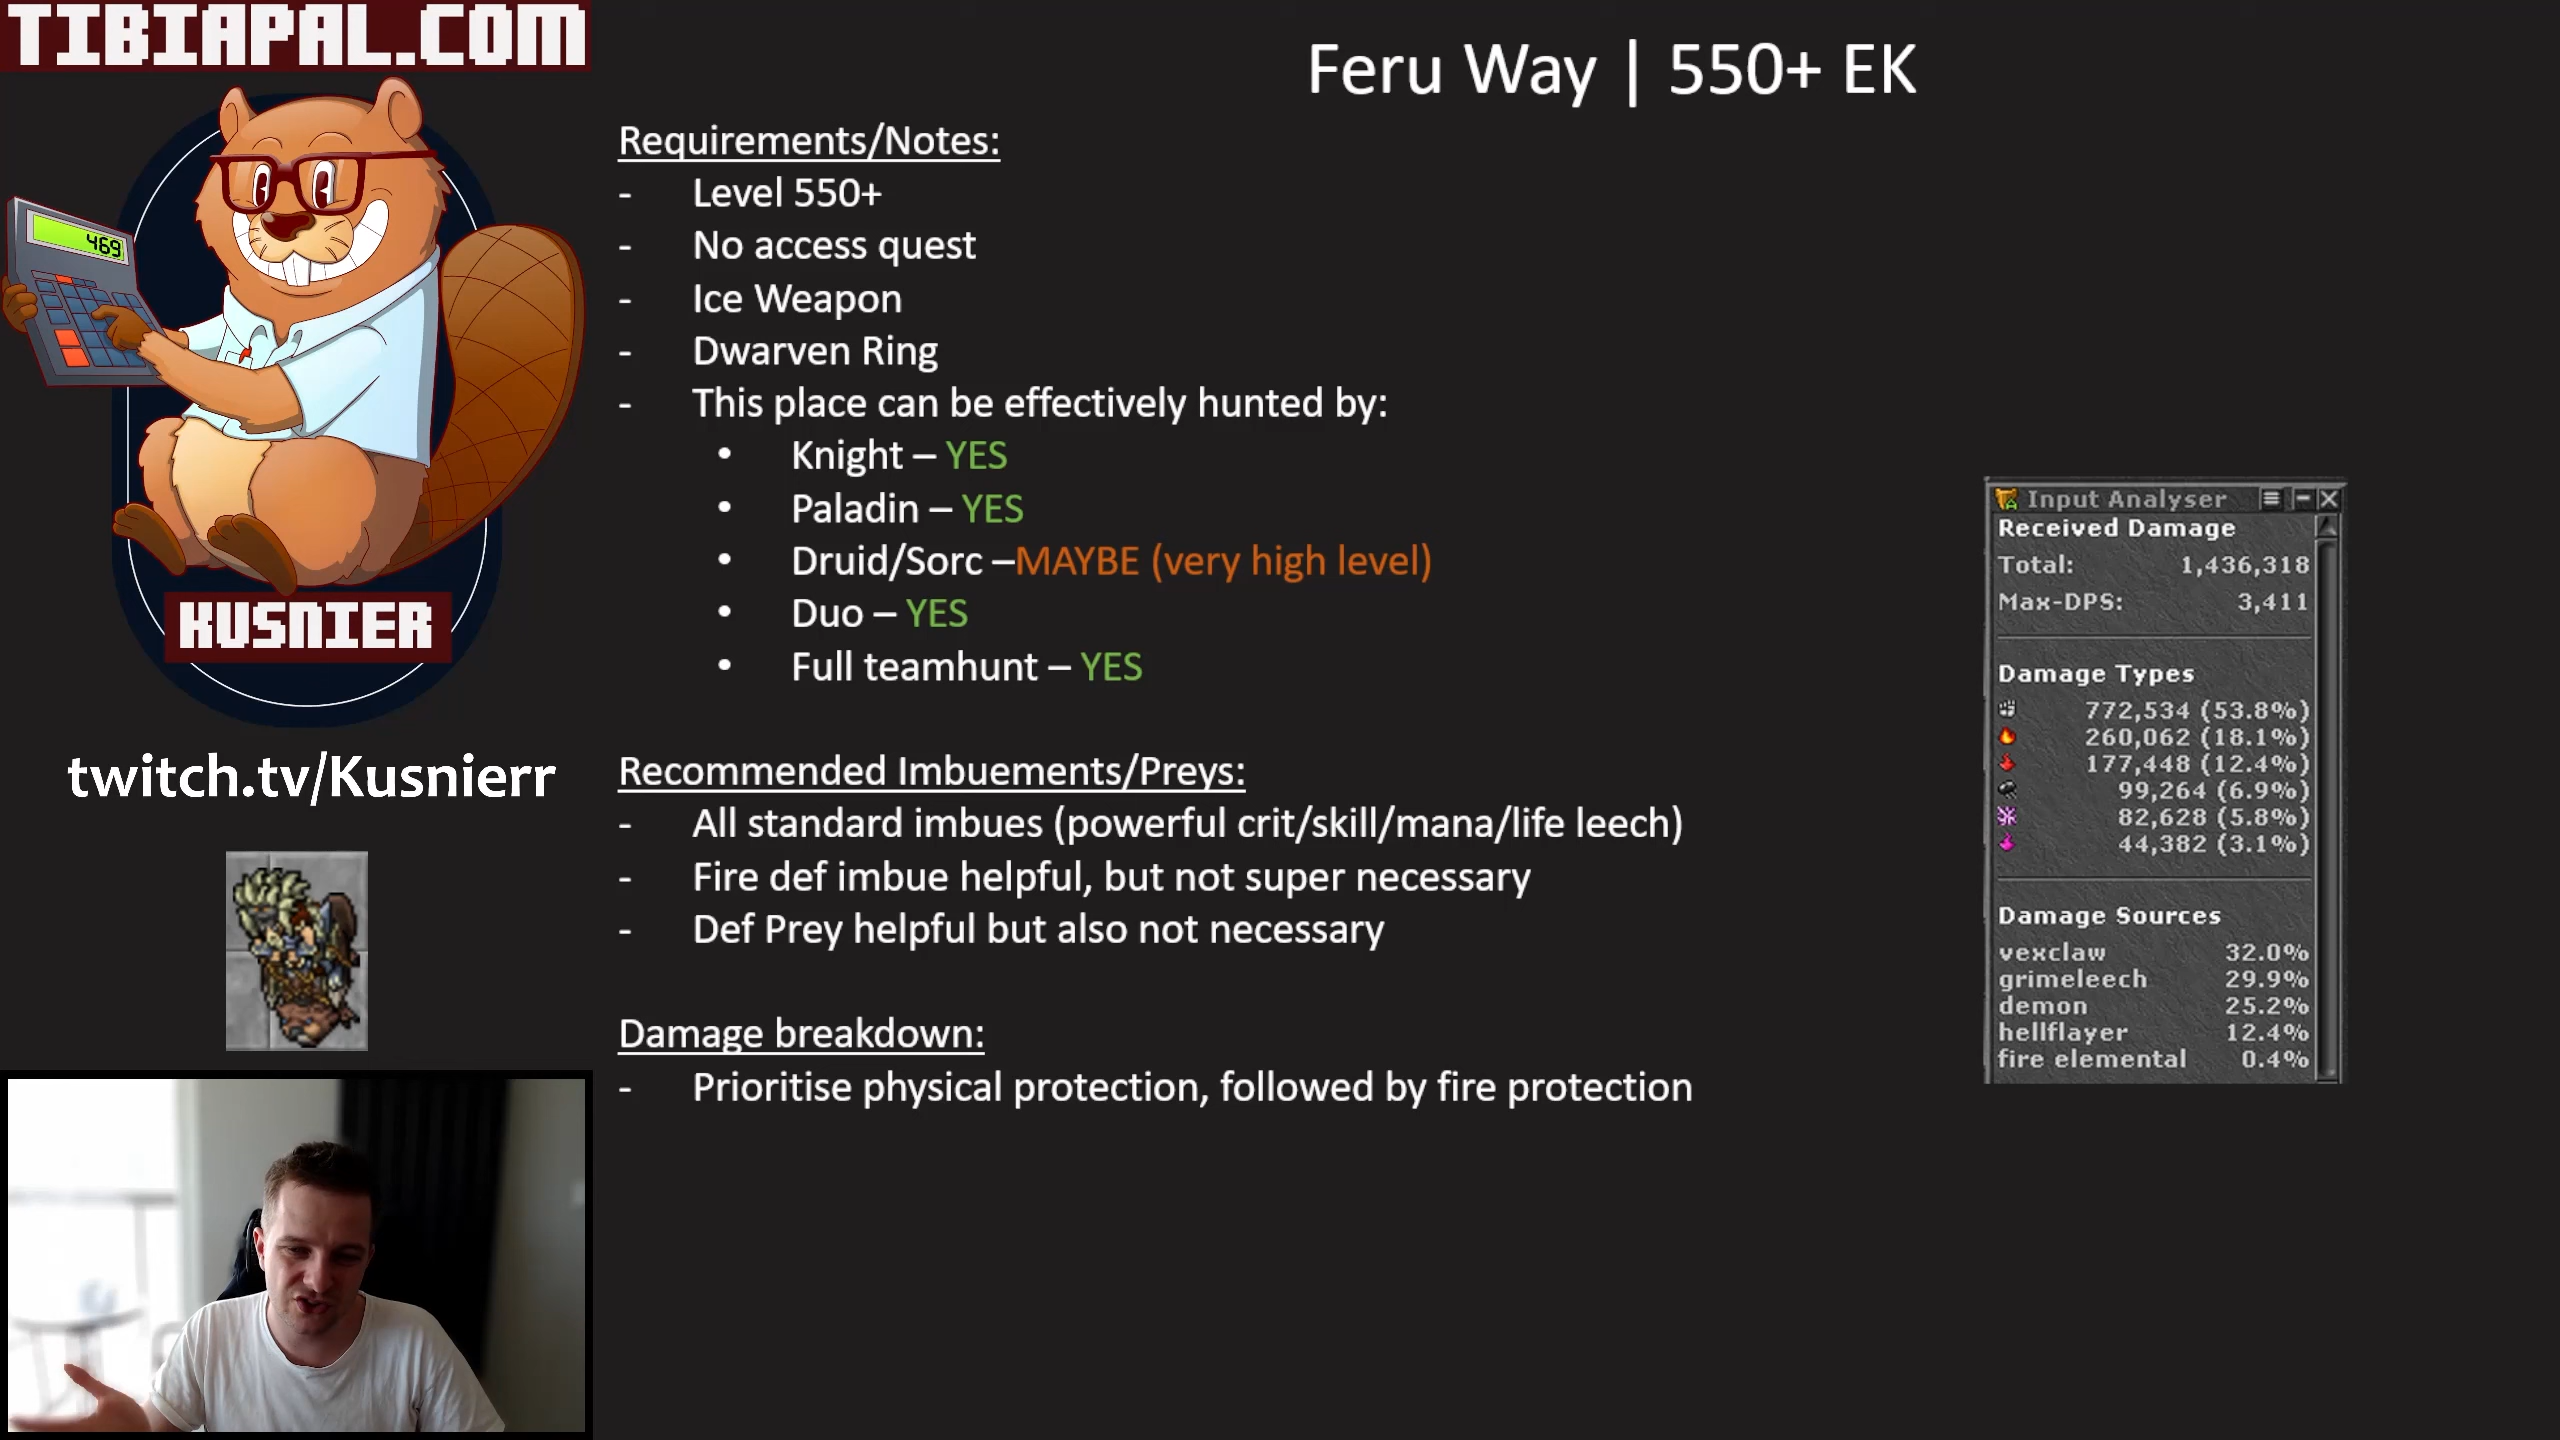 TIBIAPAL.COM
469
KUSNIER
twitch.tv/Kusnierr
Feru Way | 550+ EK
Requirements/Notes:
- Level 550+
- No access quest
- Ice Weapon
- Dwarven Ring
- This place can be effectively hunted by:
• Knight – YES
• Paladin – YES
• Druid/Sorc –MAYBE (very high level)
• Duo – YES
• Full teamhunt – YES
Recommended Imbuements/Preys:
- All standard imbues (powerful crit/skill/mana/life leech)
- Fire def imbue helpful, but not super necessary
- Def Prey helpful but also not necessary
Damage breakdown:
- Prioritise physical protection, followed by fire protection
Input Analyser
Received Damage
Total: 1,436,318
Max-DPS: 3,411
Damage Types
772,534 (53.8%)
260,062 (18.1%)
177,448 (12.4%)
99,264 (6.9%)
82,628 (5.8%)
44,382 (3.1%)
Damage Sources
vexclaw 32.0%
grimeleech 29.9%
demon 25.2%
hellflayer 12.4%
fire elemental 0.4%